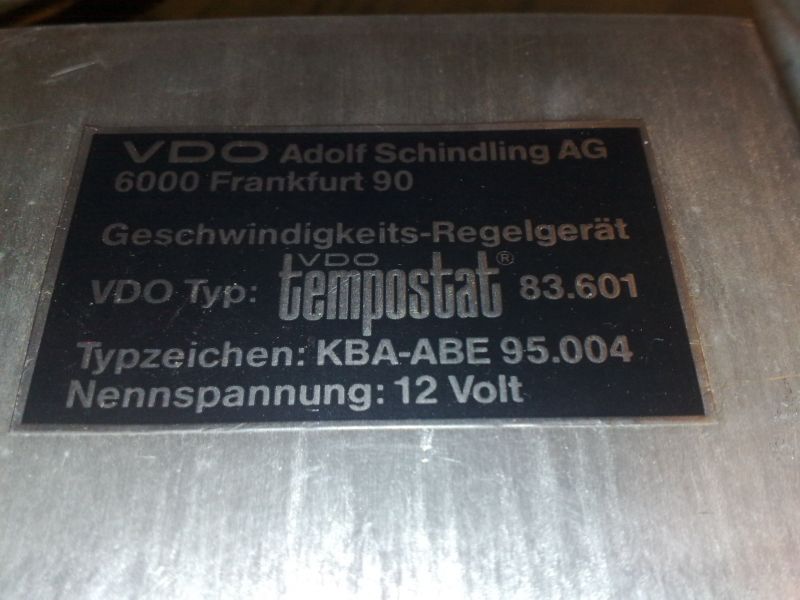 VDO Adolf Schindling AG
6000 Frankfurt 90
Geschwindigkeits-Regelgerät
VDO Typ: VDO tempostat® 83.601
Typzeichen: KBA-ABE 95.004
Nennspannung: 12 Volt